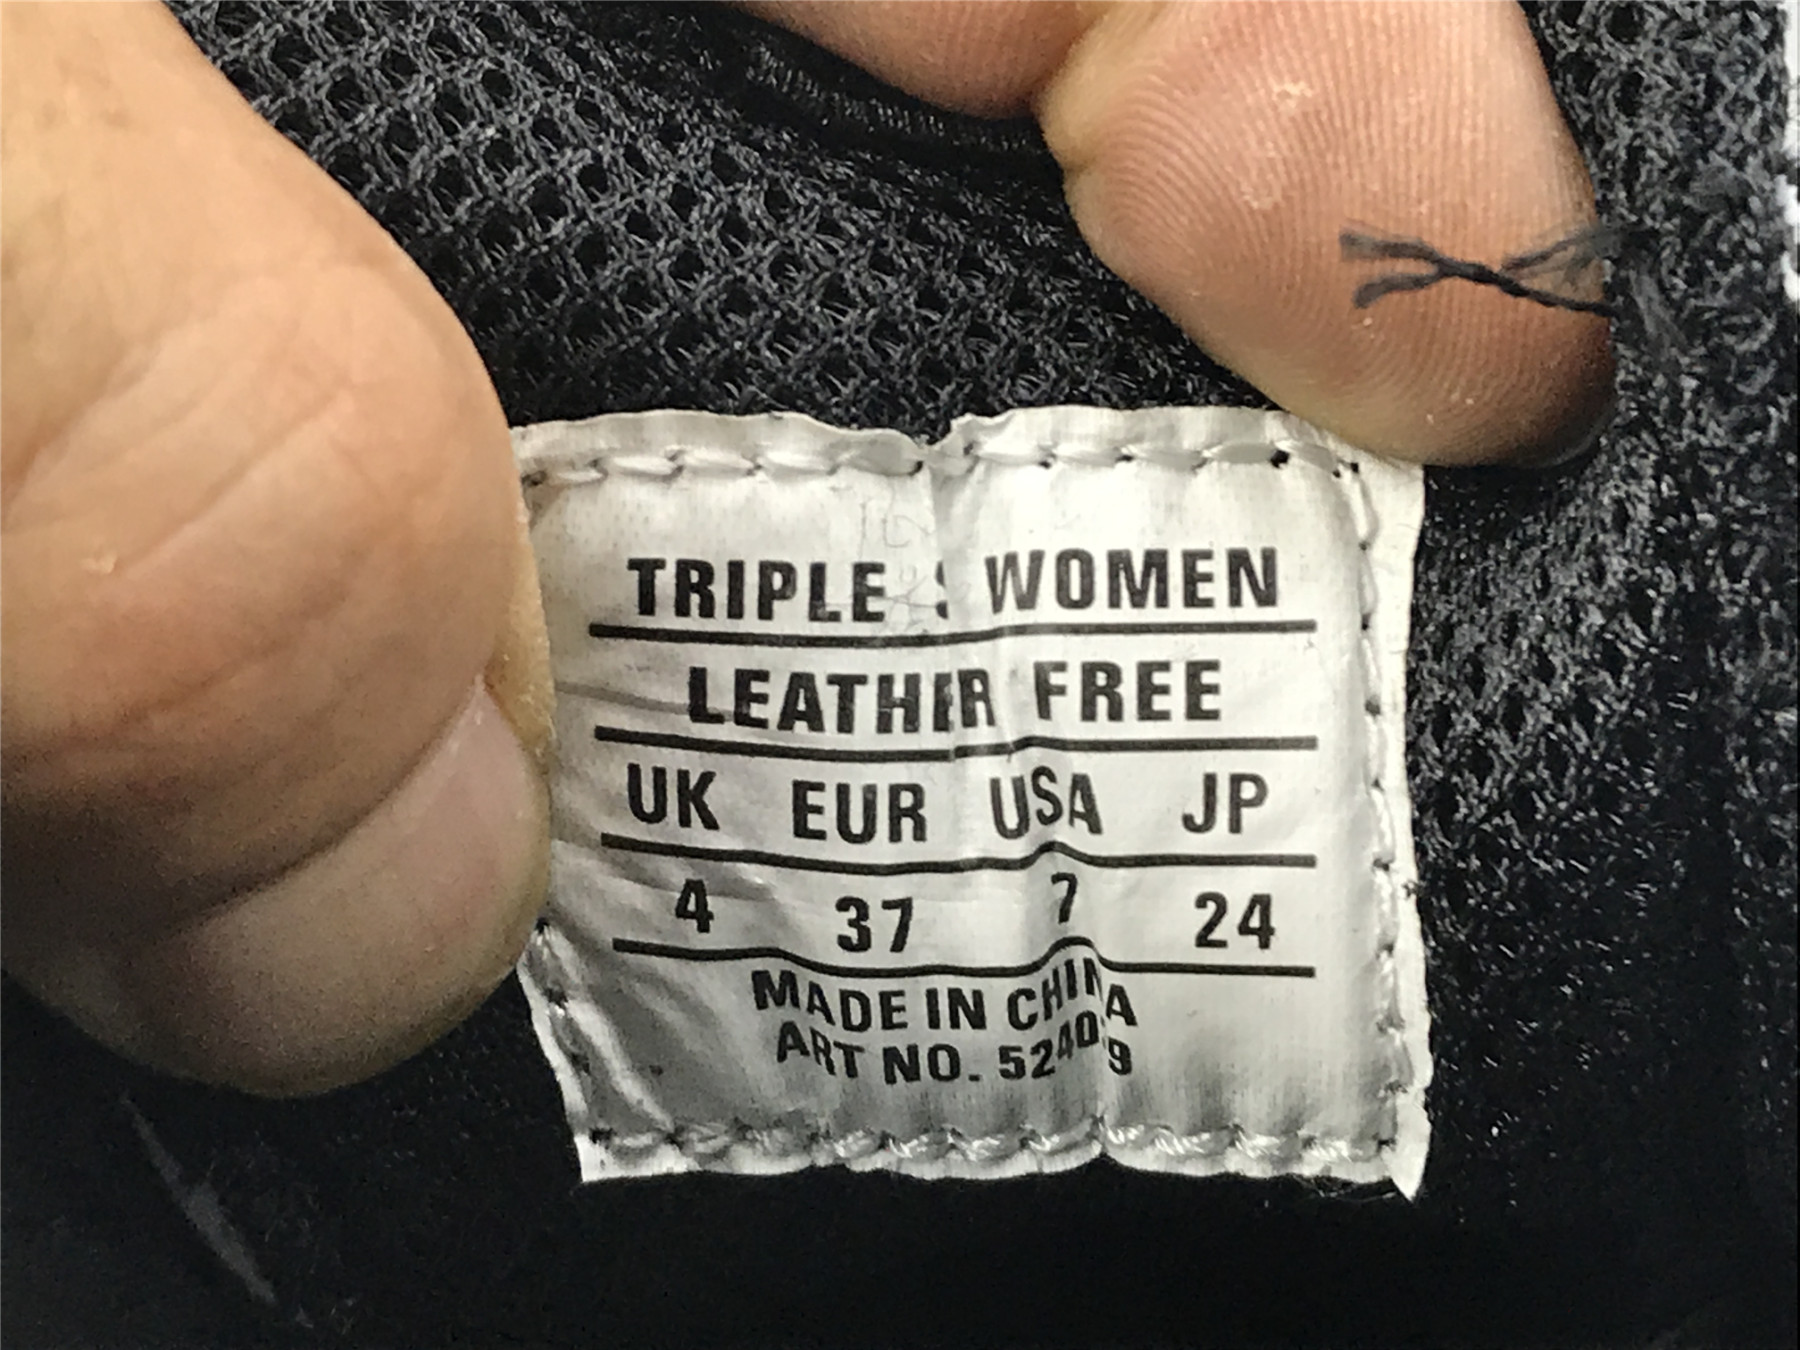 TRIPLE WOMEN
LEATHER FREE
UK EUR USA JP
4 37 7 24
MADE IN CHINA
ART NO.